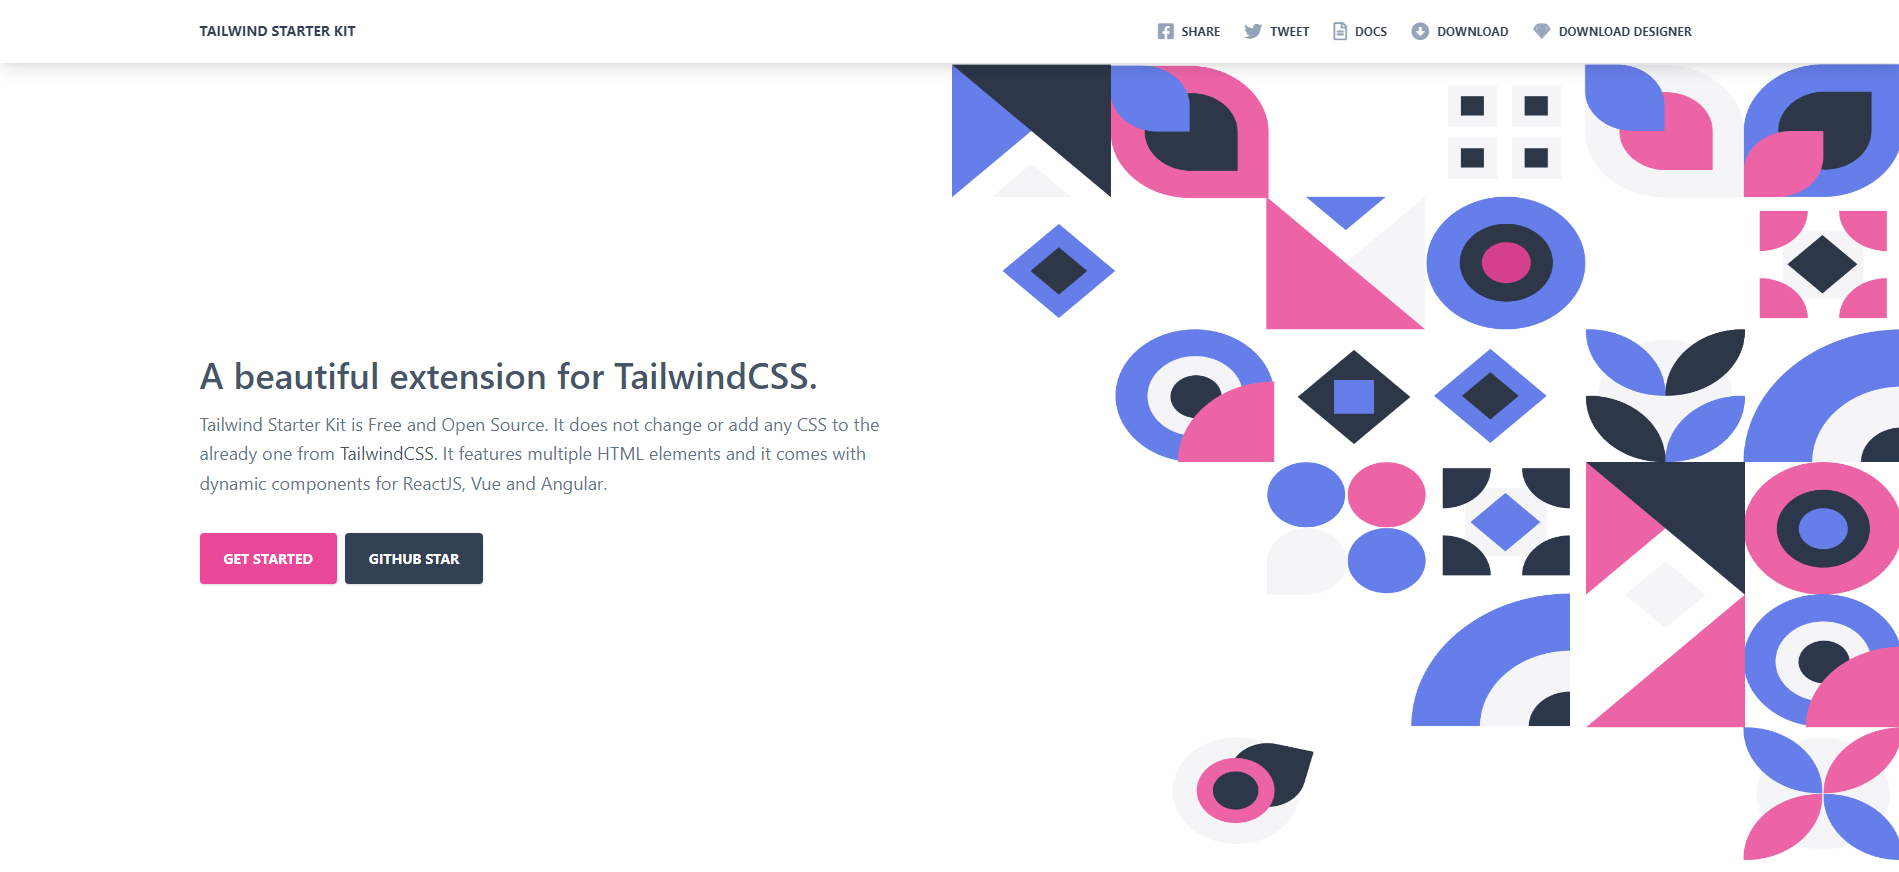 TAILWIND STARTER KIT
SHARE
TWEET
DOCS
DOWNLOAD
DOWNLOAD DESIGNER
A beautiful extension for TailwindCSS.
Tailwind Starter Kit is Free and Open Source. It does not change or add any CSS to the
already one from TailwindCSS. It features multiple HTML elements and it comes with
dynamic components for ReactJS, Vue and Angular.
GET STARTED
GITHUB STAR